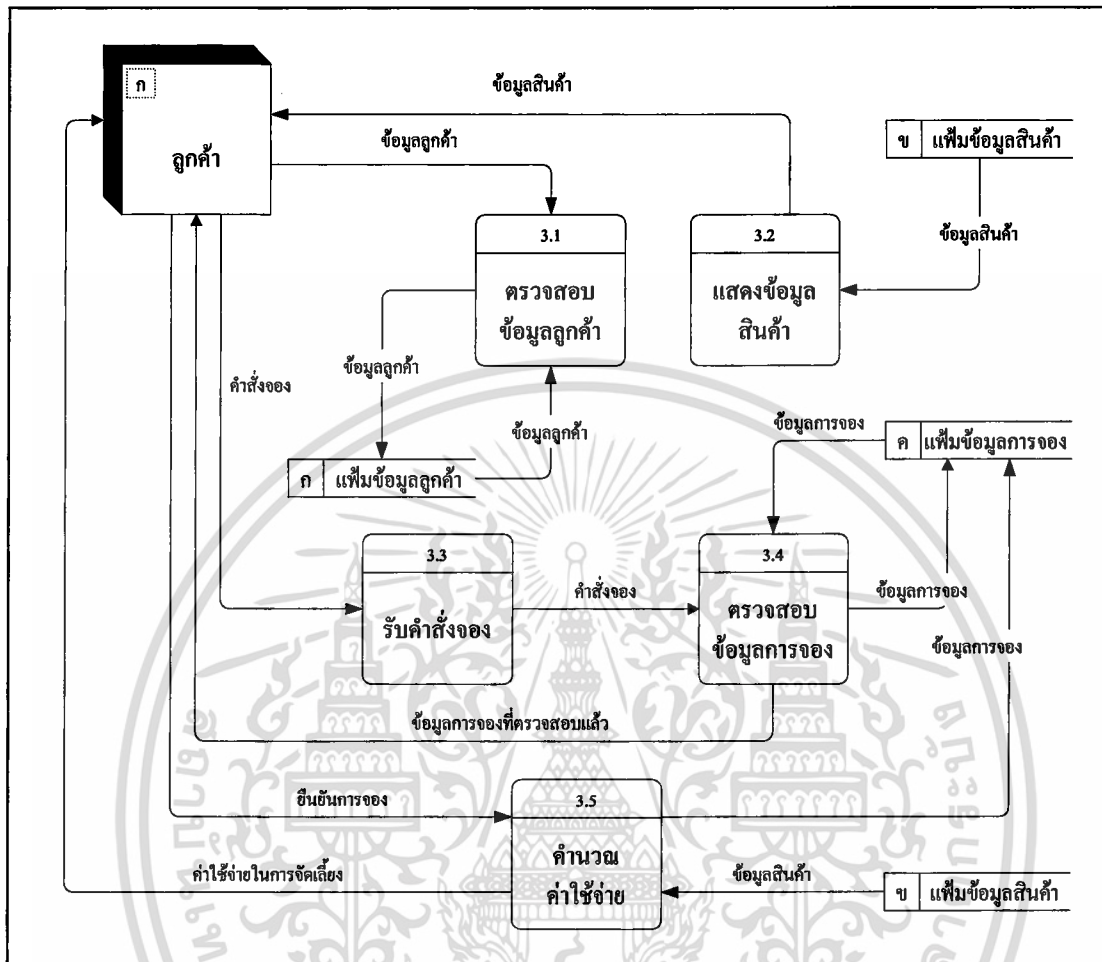 ก
ลูกค้า
ข้อมูลสินค้า
ข้อมูลลูกค้า
ข แฟ้มข้อมูลสินค้า
ข้อมูลสินค้า
3.1
ตรวจสอบ
ข้อมูลลูกค้า
3.2
แสดงข้อมูล
สินค้า
ข้อมูลลูกค้า
ข้อมูลลูกค้า
คำสั่งจอง
ก แฟ้มข้อมูลลูกค้า
ข้อมูลการจอง
ค แฟ้มข้อมูลการจอง
3.3
รับคำสั่งจอง
คำสั่งจอง
3.4
ตรวจสอบ
ข้อมูลการจอง
ข้อมูลการจอง
ข้อมูลการจอง
ข้อมูลการจองที่ตรวจสอบแล้ว
ยืนยันการจอง
3.5
คำนวณ
ค่าใช้จ่าย
ค่าใช้จ่ายในการจัดเลี้ยง
ข้อมูลสินค้า
ข แฟ้มข้อมูลสินค้า